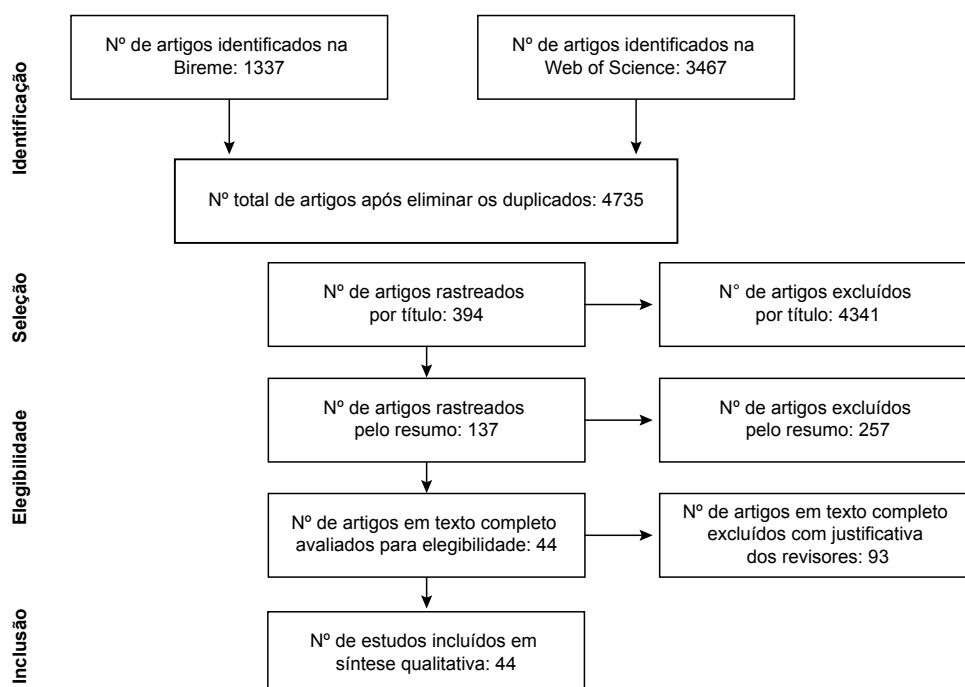 Identificação
Nº de artigos identificados na
Bireme: 1337
Nº de artigos identificados na
Web of Science: 3467
Nº total de artigos após eliminar os duplicados: 4735
Seleção
Nº de artigos rastreados
por título: 394
N° de artigos excluídos
por título: 4341
Elegibilidade
Nº de artigos rastreados
pelo resumo: 137
Nº de artigos excluídos
pelo resumo: 257
Nº de artigos em texto completo
avaliados para elegibilidade: 44
Nº de artigos em texto completo
excluídos com justificativa
dos revisores: 93
Inclusão
Nº de estudos incluídos em
síntese qualitativa: 44